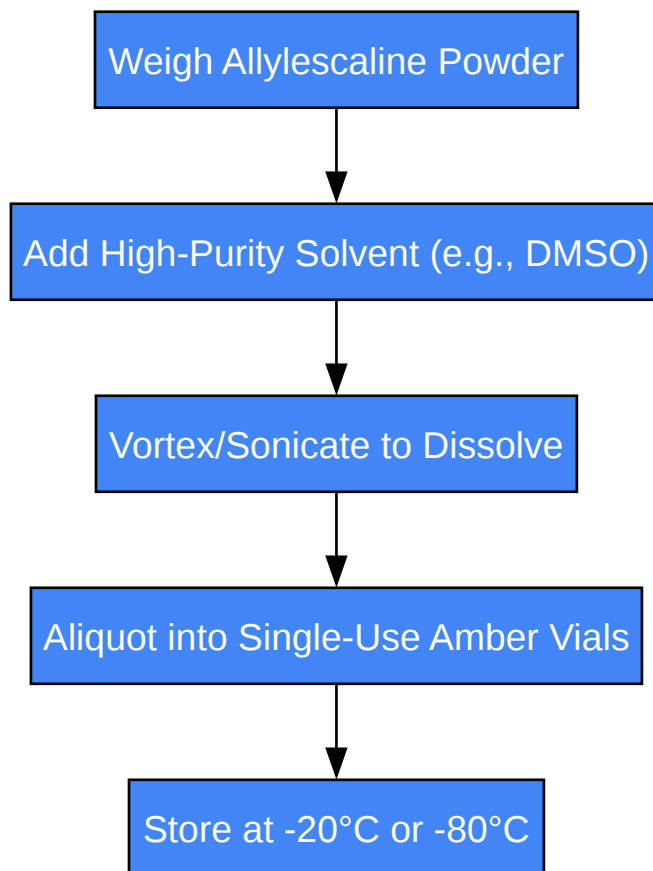 Weigh Allylescaline Powder
Add High-Purity Solvent (e.g., DMSO)
Vortex/Sonicate to Dissolve
Aliquot into Single-Use Amber Vials
Store at -20°C or -80°C